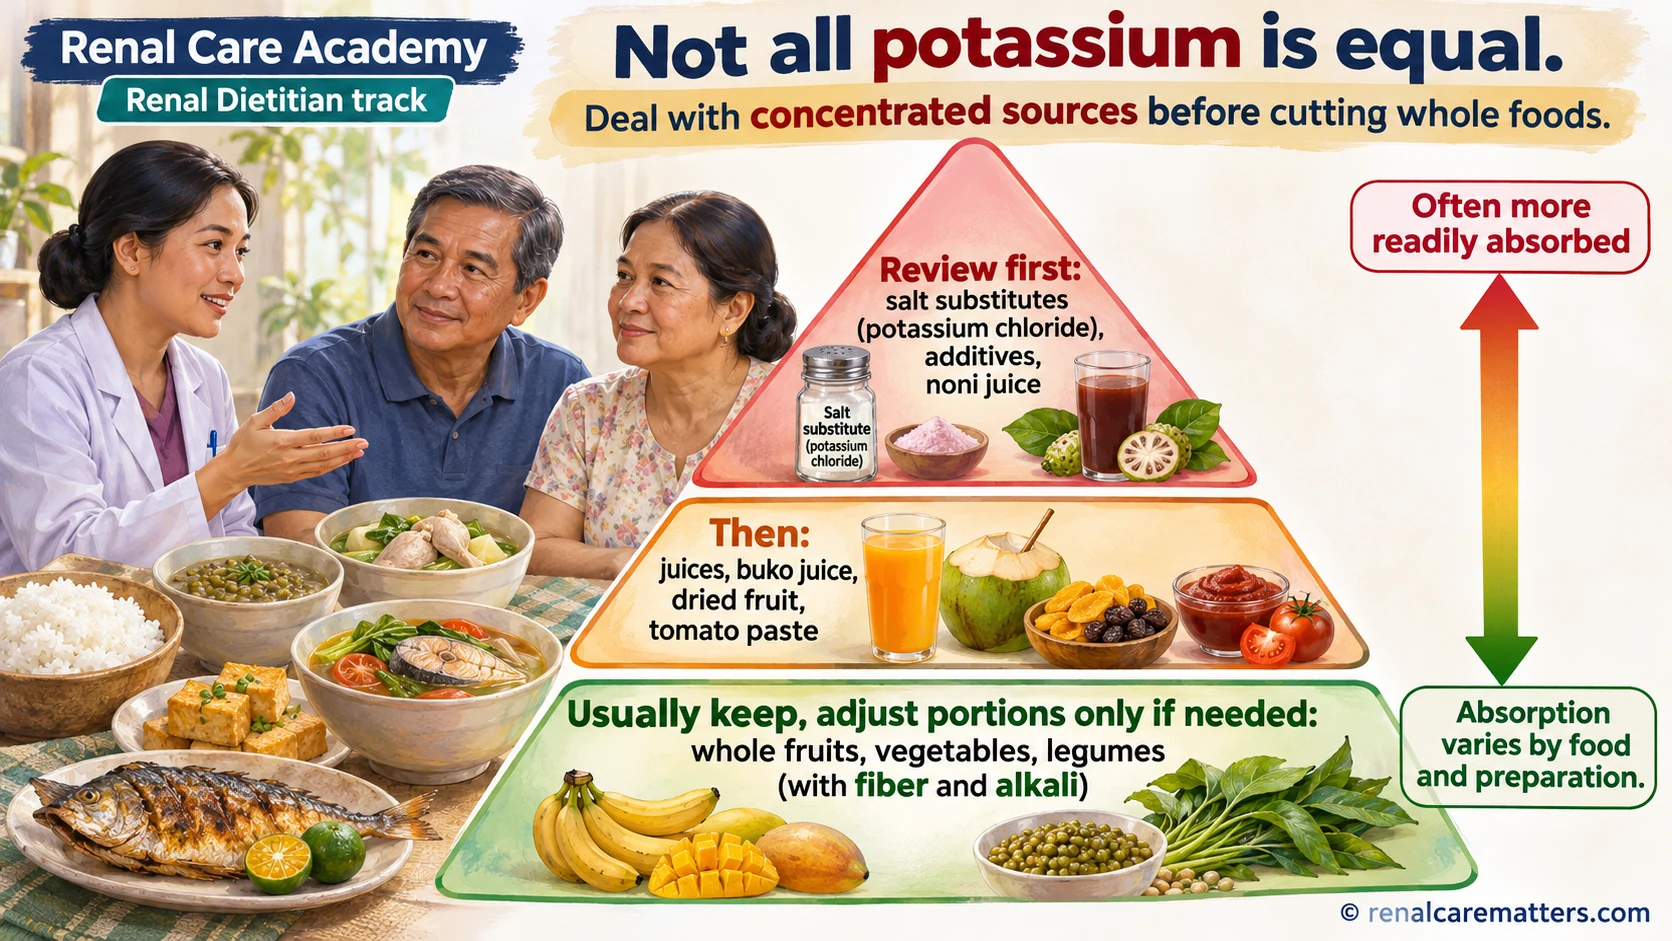 Renal Care Academy
Renal Dietitian track
Not all potassium is equal.
Deal with concentrated sources before cutting whole foods.
Often more
readily absorbed
Review first:
salt substitutes
(potassium chloride),
additives,
noni juice
Salt
substitute
(potassium
chloride)
Then:
juices, buko juice,
dried fruit,
tomato paste
Usually keep, adjust portions only if needed:
whole fruits, vegetables, legumes
(with fiber and alkali)
Absorption
varies by food
and preparation.
© renalcarematters.com